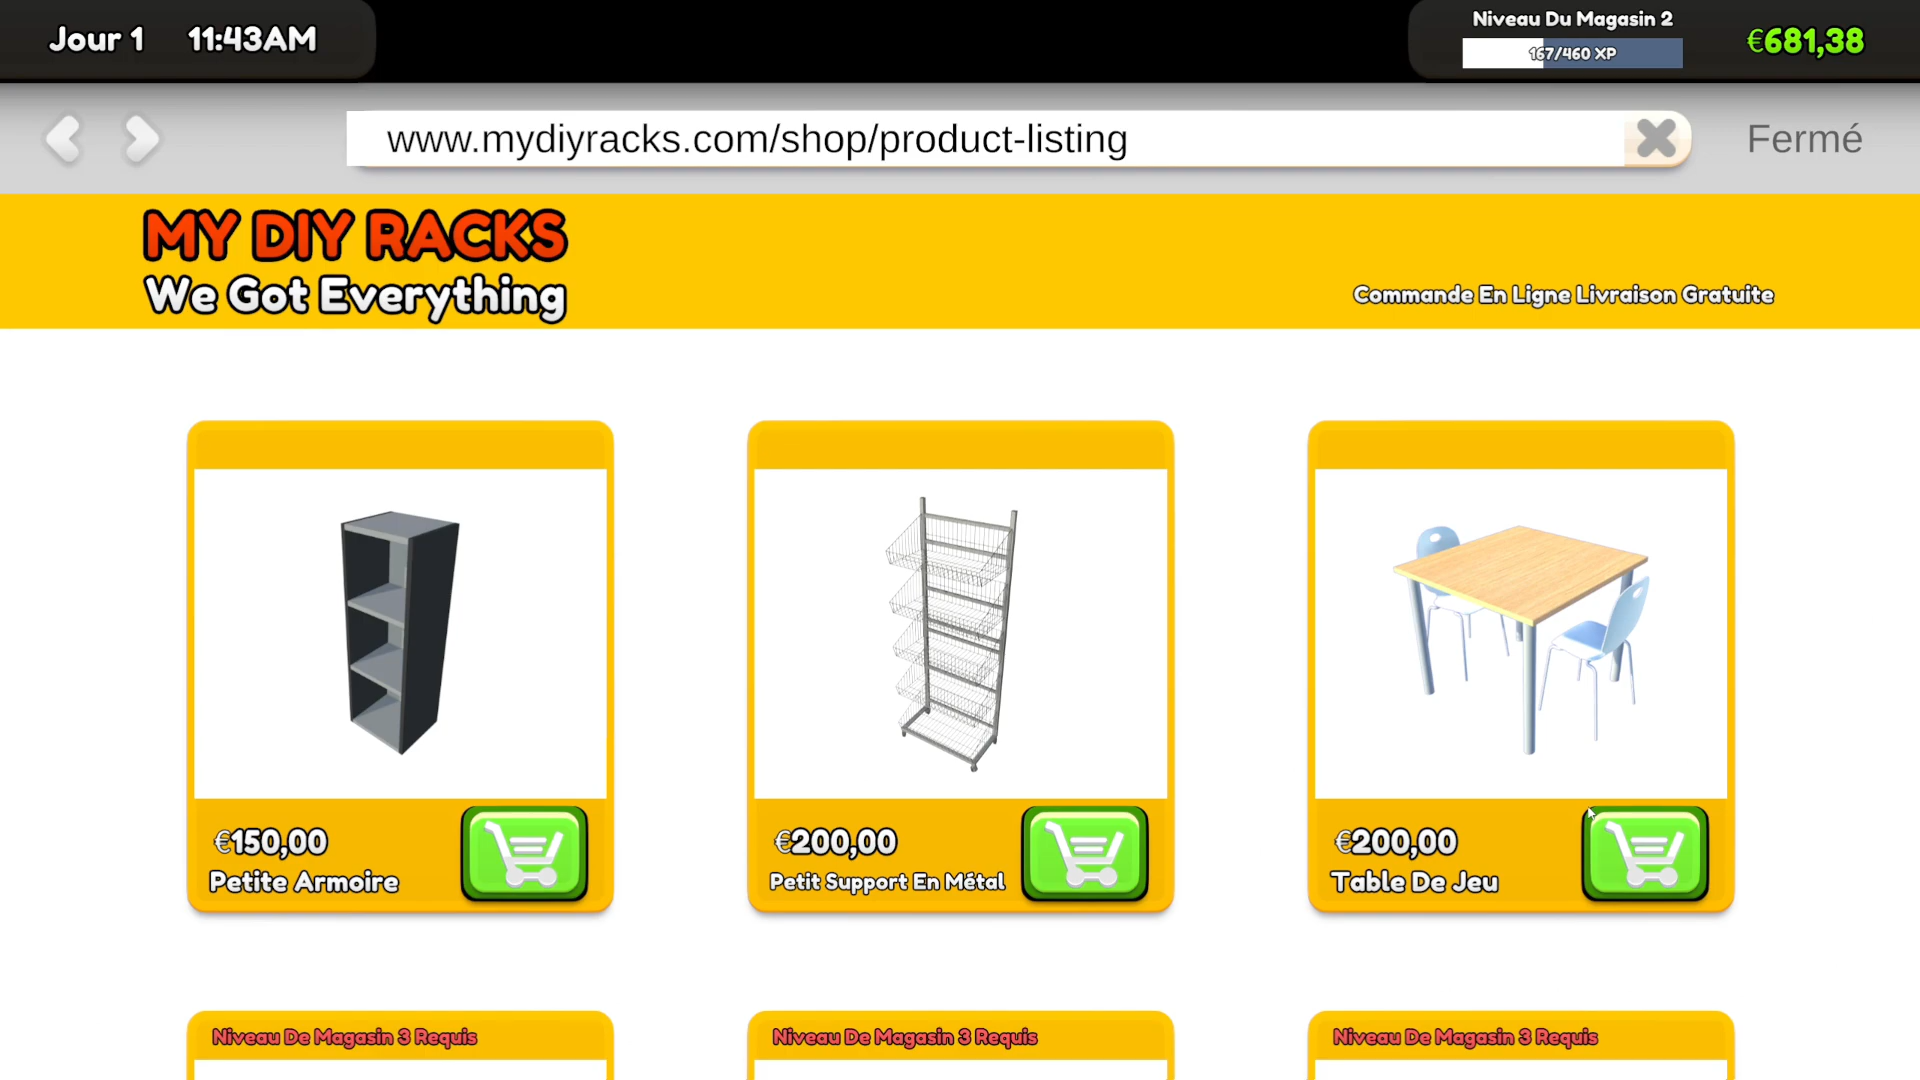 Jour 1 11:43AM
Niveau Du Magasin 2
167/460 XP
€681,38
www.mydiyracks.com/shop/product-listing
Fermé
MY DIY RACKS
We Got Everything
Commande En Ligne Livraison Gratuite
€150,00
Petite Armoire
€200,00
Petit Support En Métal
€200,00
Table De Jeu
Niveau De Magasin 3 Requis
Niveau De Magasin 3 Requis
Niveau De Magasin 3 Requis